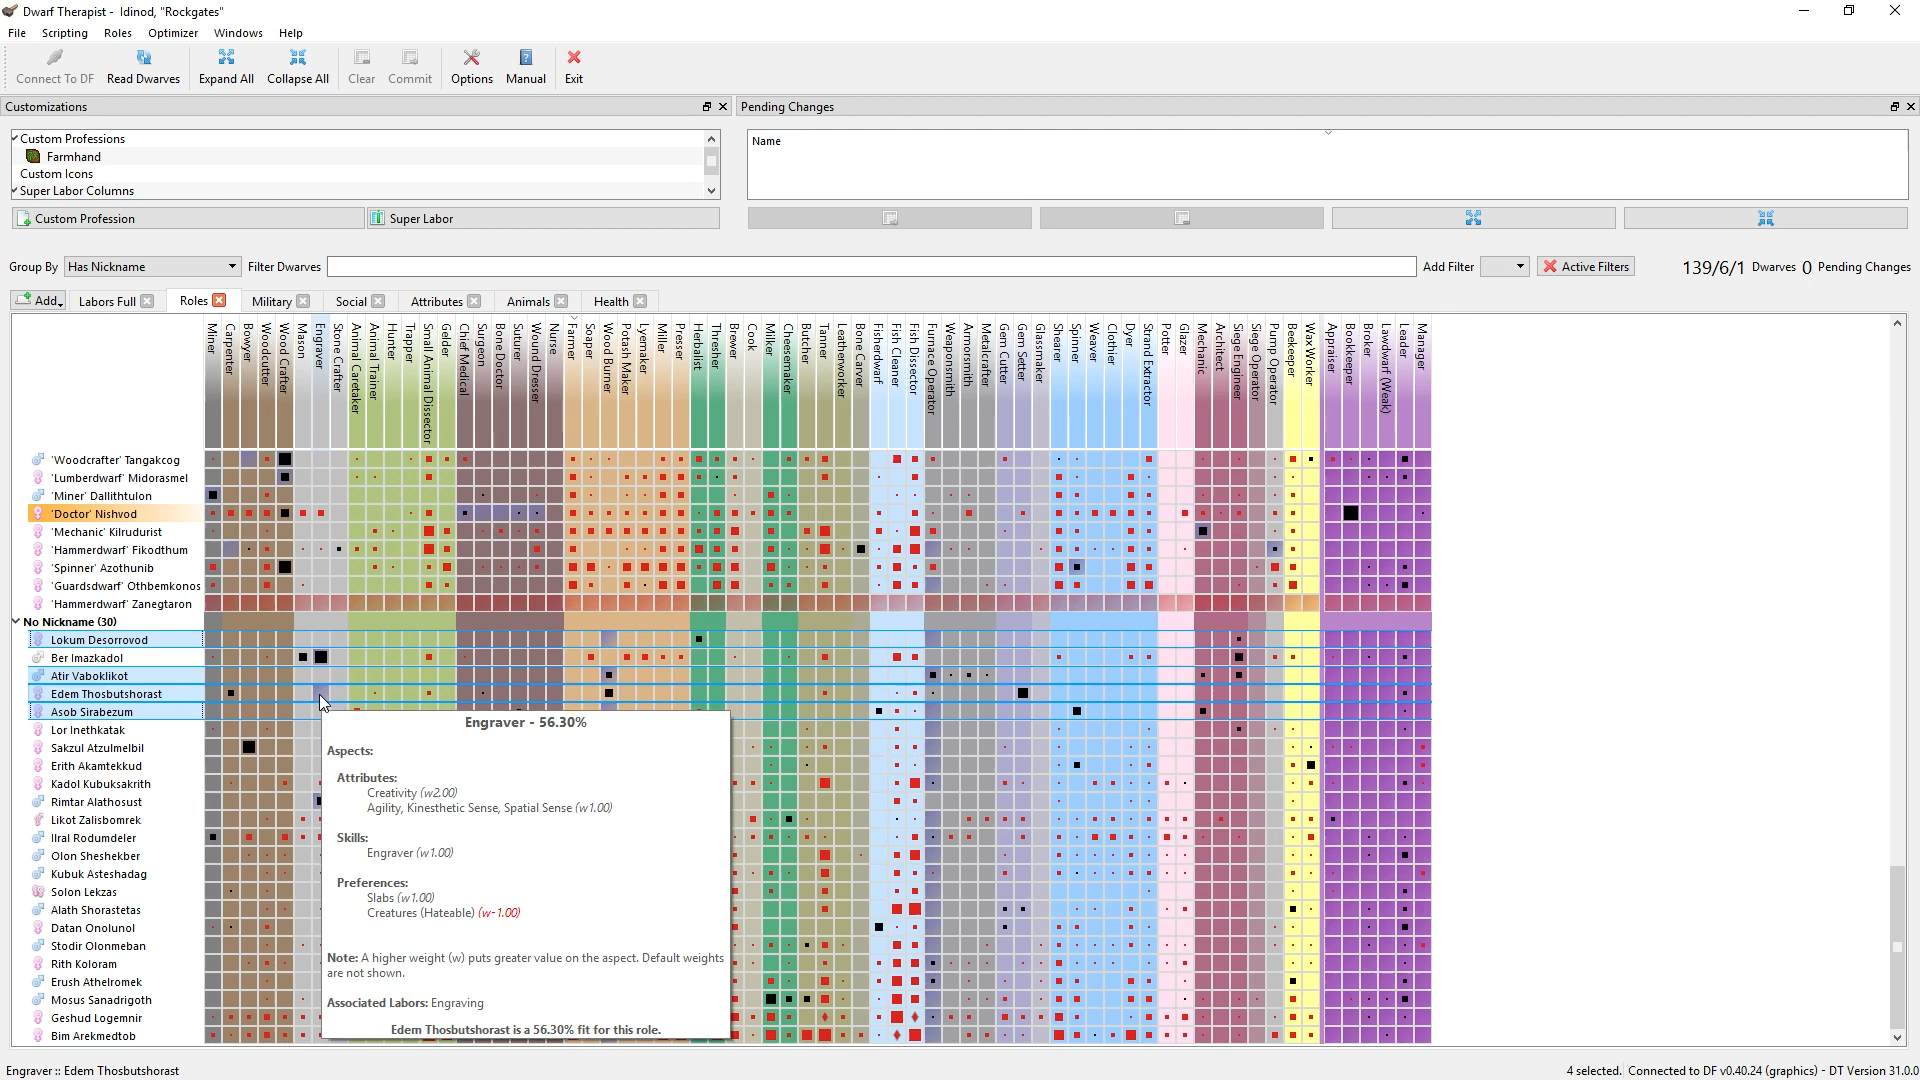 Dwarf Therapist - Idinod, "Rockgates"
File Scripting Roles Optimizer Windows Help
Connect To DF Read Dwarves Expand All Collapse All Clear Commit Options Manual Exit
Customizations
Pending Changes
Custom Professions
Farmhand
Custom Icons
Super Labor Columns
Name
Custom Profession Super Labor
Group By Has Nickname Filter Dwarves Add Filter Active Filters 139/6/1 Dwarves 0 Pending Changes
Add Labors Full Roles Military Social Attributes Animals Health
Miner
Carpenter
Bowyer
Woodcutter
Wood Crafter
Mason
Engraver
Stone Crafter
Animal Caretaker
Animal Trainer
Hunter
Trapper
Small Animal Dissector
Gelder
Chief Medical
Surgeon
Bone Doctor
Suturer
Wound Dresser
Nurse
Farmer
Soaper
Wood Burner
Potash Maker
Lyemaker
Miller
Presser
Herbalist
Thresher
Brewer
Cook
Milker
Cheesemaker
Butcher
Tanner
Leatherworker
Bone Carver
Fisherdwarf
Fish Cleaner
Fish Dissector
Furnace Operator
Weaponsmith
Armorsmith
Metalcrafter
Gem Cutter
Gem Setter
Glassmaker
Shearer
Spinner
Weaver
Clothier
Dyer
Strand Extractor
Potter
Glazer
Mechanic
Architect
Siege Engineer
Siege Operator
Pump Operator
Beekeeper
Wax Worker
Appraiser
Bookkeeper
Broker
Lawdwarf (Weak)
Leader
Manager
'Woodcrafter' Tangakcog
'Lumberdwarf' Midorasmel
'Miner' Dallithtulon
'Doctor' Nishvod
'Mechanic' Kilrudurist
'Hammerdwarf' Fikodthum
'Spinner' Azothunib
'Guardsdwarf' Othbemkonos
'Hammerdwarf' Zanegtaron
No Nickname (30)
Lokum Desorrovod
Ber Imazkadol
Atir Vaboklikot
Edem Thosbutshorast
Asob Sirabezum
Lor Inethkatak
Sakzul Atzulmelbil
Erith Akamtekkud
Kadol Kubuksakrith
Rimtar Alathosust
Likot Zalisbomrek
Ilral Rodumdeler
Olon Sheshekber
Kubuk Asteshadag
Solon Lekzas
Alath Shorastetas
Datan Onolunol
Stodir Olonmeban
Rith Koloram
Erush Athelromek
Mosus Sanadrigoth
Geshud Logemnir
Bim Arekmedtob
Engraver - 56.30%
Aspects:
Attributes:
Creativity (w2.00)
Agility, Kinesthetic Sense, Spatial Sense (w1.00)
Skills:
Engraver (w1.00)
Preferences:
Slabs (w1.00)
Creatures (Hateable) (w-1.00)
Note: A higher weight (w) puts greater value on the aspect. Default weights
are not shown.
Associated Labors: Engraving
Edem Thosbutshorast is a 56.30% fit for this role.
Engraver :: Edem Thosbutshorast
4 selected. Connected to DF v0.40.24 (graphics) - DT Version 31.0.0